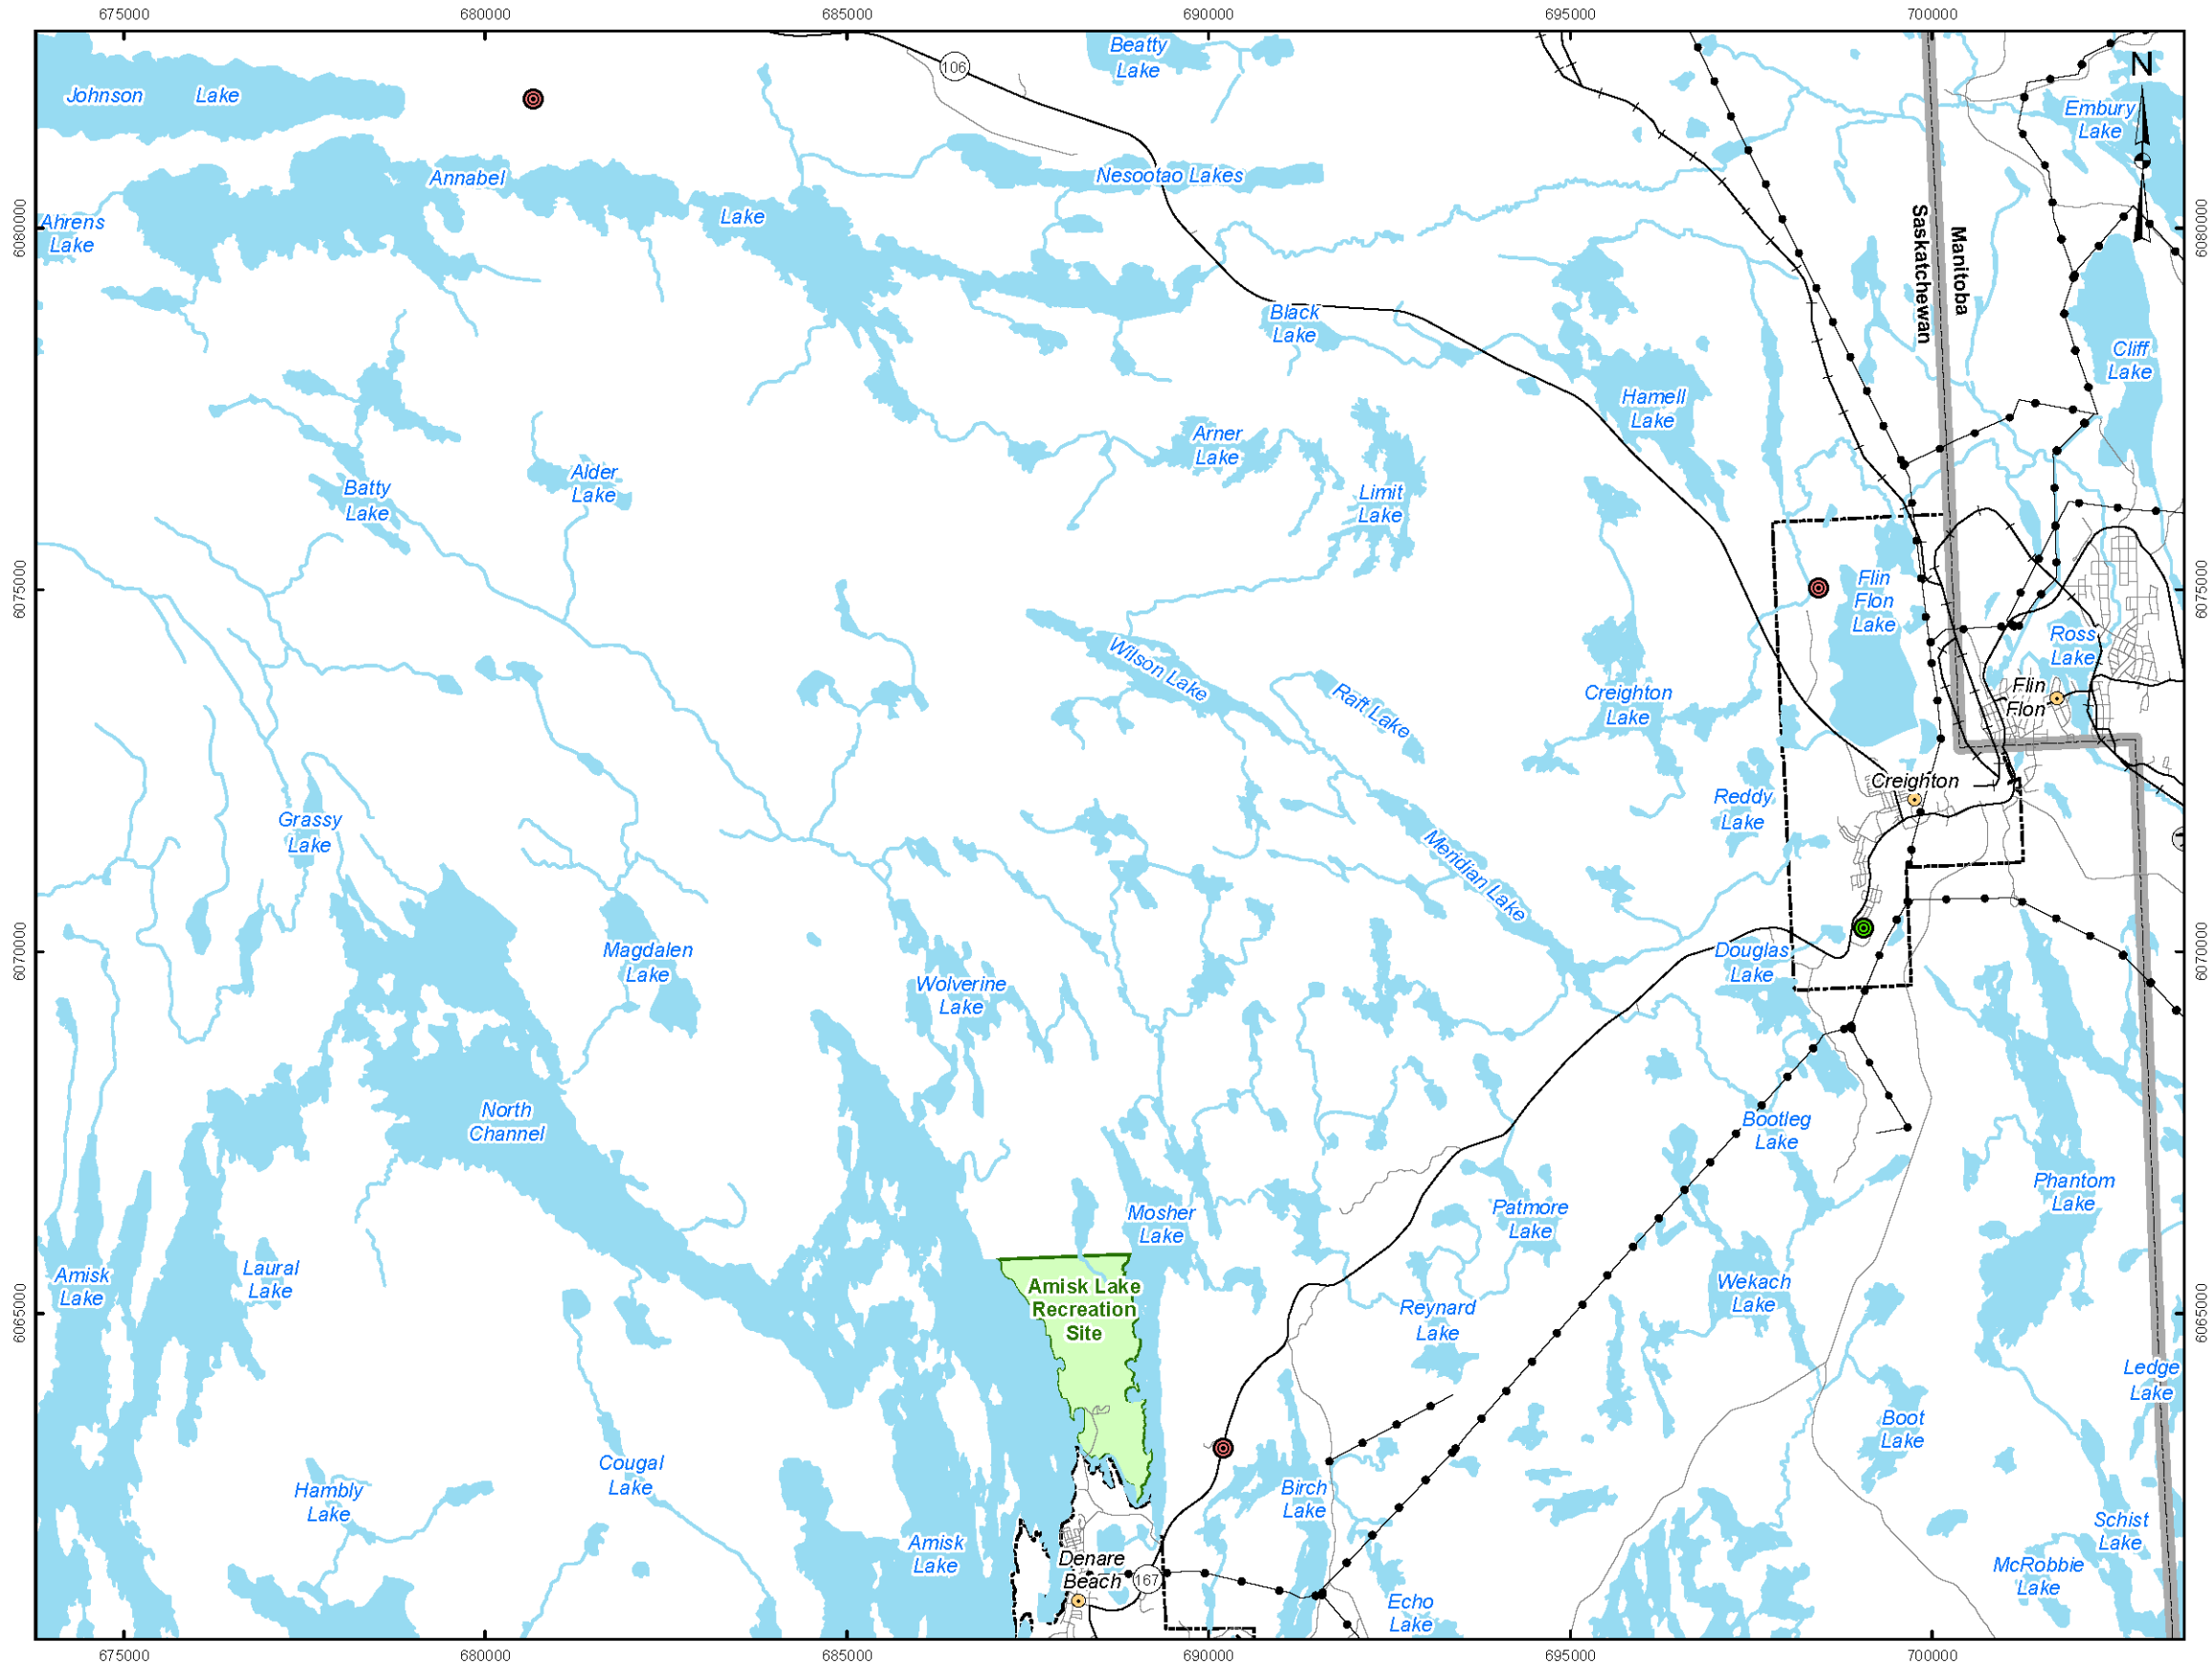 675000
680000
685000
690000
695000
700000
Beatty
Lake
106
N
Johnson Lake
Embury
Lake
Annabel
Nesootao Lakes
Lake
Ahrens
Lake
6080000
6080000
Manitoba
Saskatchewan
Black
Lake
Cliff
Lake
Hamell
Lake
Arner
Lake
Alder
Lake
Batty
Lake
Limit
Lake
6075000
6075000
Flin
Flon
Lake
Ross
Lake
Wilson Lake
Raft Lake
Creighton
Lake
Flin
Flon
Creighton
Reddy
Lake
Grassy
Lake
Meridian Lake
Magdalen
Lake
Douglas
Lake
6070000
6070000
Wolverine
Lake
North
Channel
Bootleg
Lake
Phantom
Lake
Mosher
Lake
Patmore
Lake
Amisk
Lake
Laural
Lake
Amisk Lake
Recreation
Site
Wekach
Lake
6065000
6065000
Reynard
Lake
Ledge
Lake
Boot
Lake
Cougal
Lake
Hambly
Lake
Birch
Lake
Schist
Lake
Amisk
Lake
Denare
Beach
167
McRobbie
Lake
Echo
Lake
675000
680000
685000
690000
695000
700000